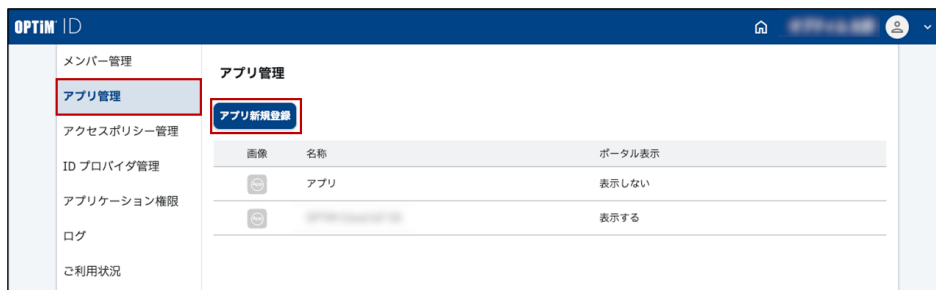 OPTiM ID
メンバー管理
アプリ管理
アクセスポリシー管理
ID プロバイダ管理
アプリケーション権限
ログ
ご利用状況
アプリ管理
アプリ新規登録
画像 名称 ポータル表示
アプリ 表示しない
表示する